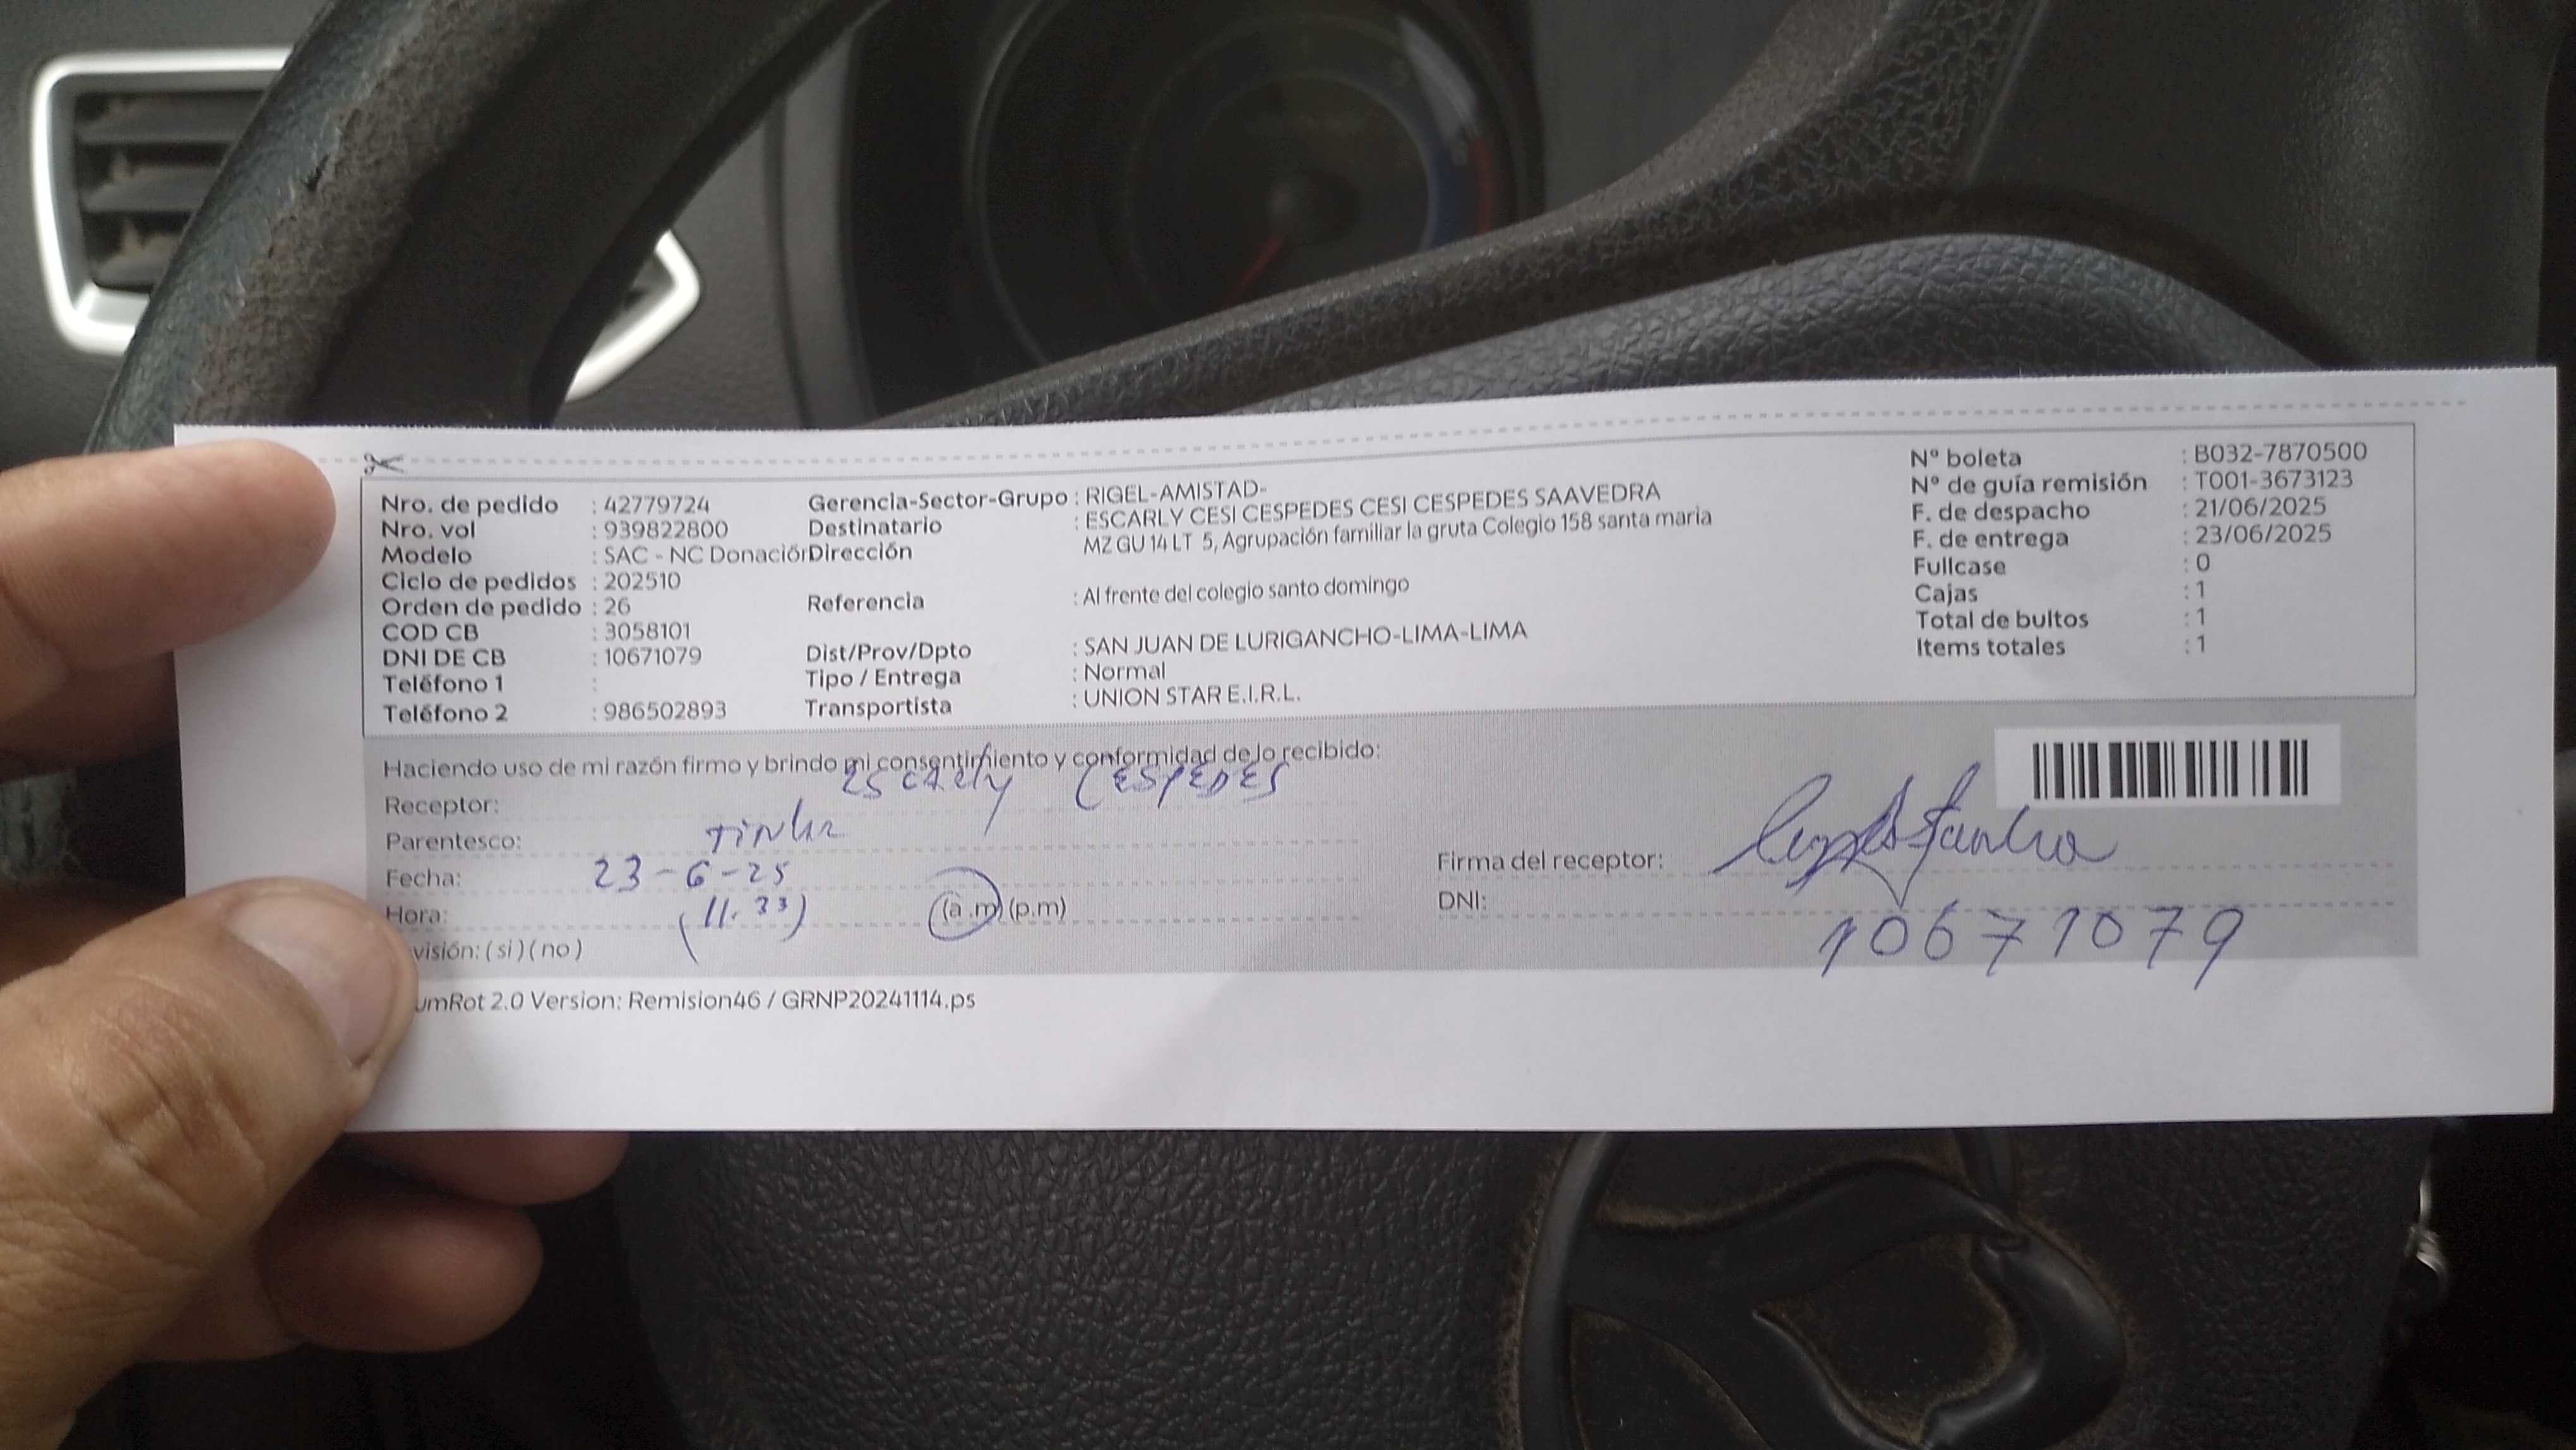 Nro. de pedido : 42779724
Nro. vol : 939822800
Modelo : SAC - NC Donación
Ciclo de pedidos : 202510
Orden de pedido : 26
COD CB : 3058101
DNI DE CB : 10671079
Teléfono 1 :
Teléfono 2 : 986502893
Gerencia-Sector-Grupo : RIGEL-AMISTAD-
Destinatario : ESCARLY CESI CESPEDES CESI CESPEDES SAAVEDRA
Dirección : MZ GU 14 LT 5, Agrupación familiar la gruta Colegio 158 santa maria
Referencia : Al frente del colegio santo domingo
Dist/Prov/Dpto : SAN JUAN DE LURIGANCHO-LIMA-LIMA
Tipo / Entrega : Normal
Transportista : UNION STAR E.I.R.L.
N° boleta : B032-7870500
N° de guía remisión : T001-3673123
F. de despacho : 21/06/2025
F. de entrega : 23/06/2025
Fullcase : 0
Cajas : 1
Total de bultos : 1
Items totales : 1
Haciendo uso de mi razón firmo y brindo mi consentimiento y conformidad de lo recibido:
Receptor: Escarly CESPEDES
Parentesco:
Fecha: 23-6-25
Hora: (11.33) (a.m) (p.m)
visión: ( si ) ( no )
Firma del receptor:
DNI: 10671079
umRot 2.0 Version: Remision46 / GRNP20241114.ps